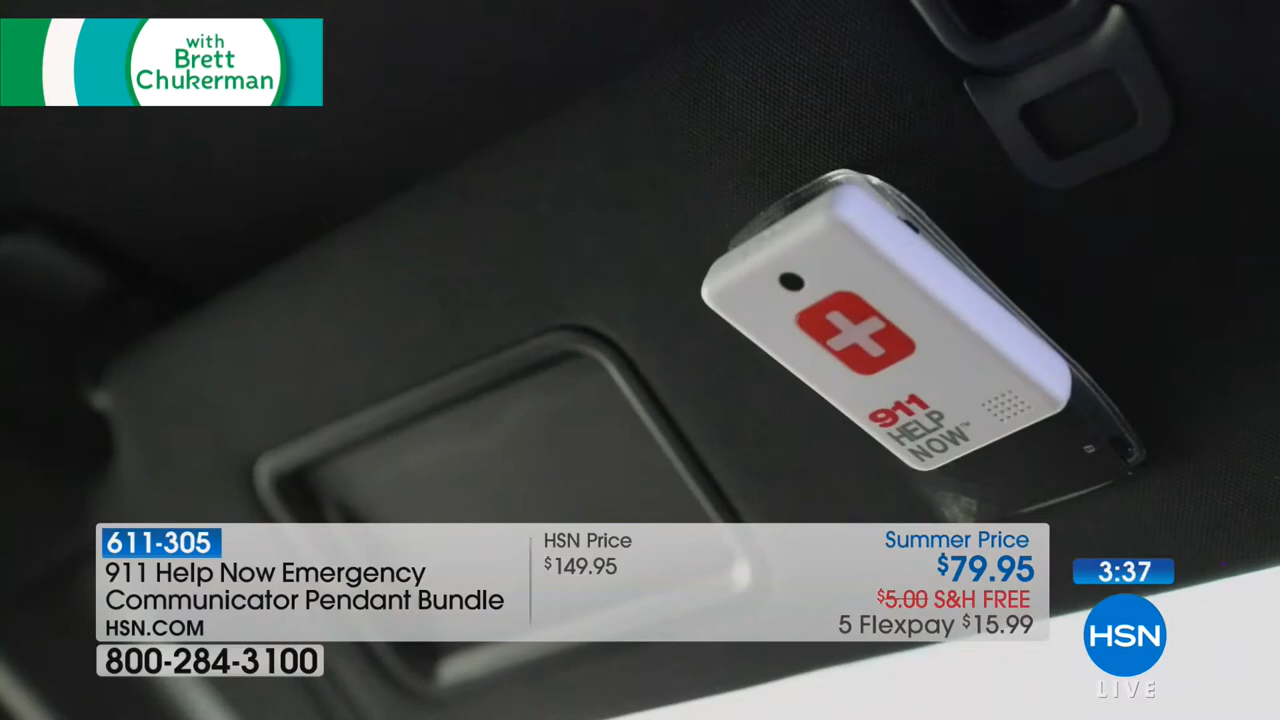 with
Brett
Chukerman
911
HELP
NOW™
611-305
911 Help Now Emergency
Communicator Pendant Bundle
HSN.COM
800-284-3100
HSN Price
$149.95
Summer Price
$79.95
$5.00 S&H FREE
5 Flexpay $15.99
3:37
HSN
LIVE